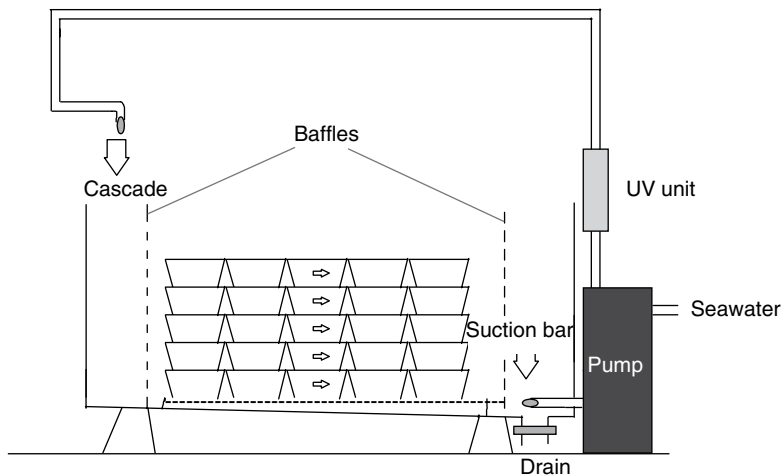 Baffles
Cascade
UV unit
Seawater
Suction bar
Pump
Drain